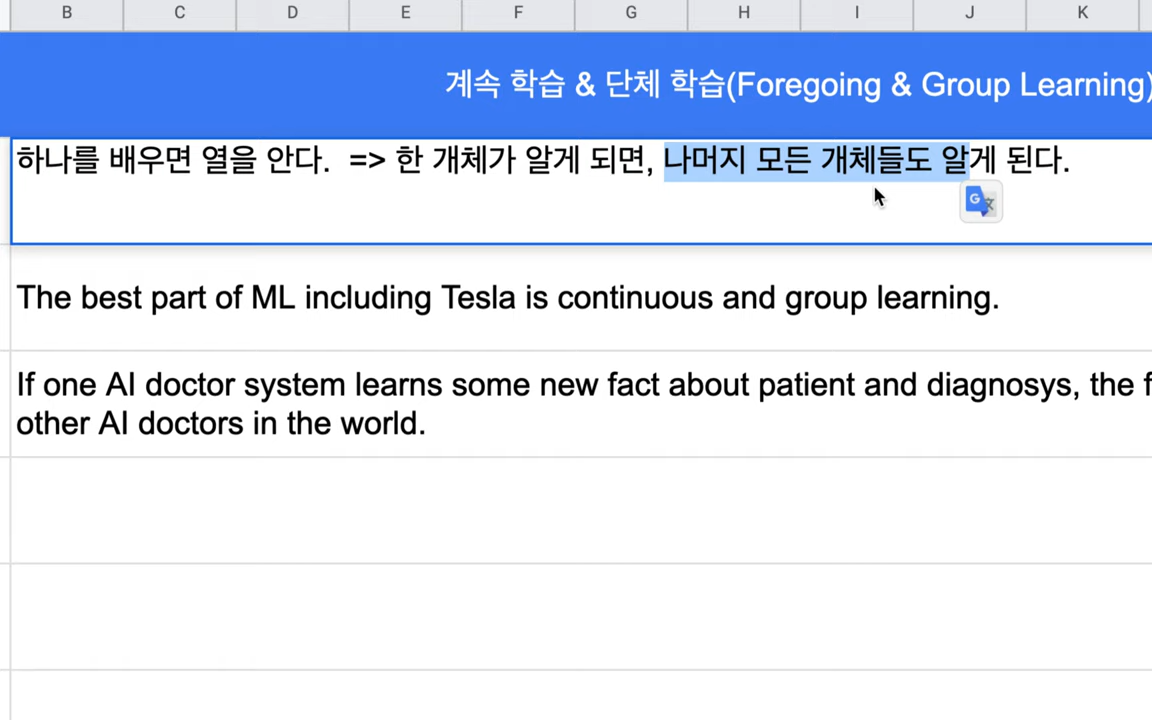 B C D E F G H I J K
계속 학습 & 단체 학습(Foregoing & Group Learning)
하나를 배우면 열을 안다. => 한 개체가 알게 되면, 나머지 모든 개체들도 알게 된다.
The best part of ML including Tesla is continuous and group learning.
If one AI doctor system learns some new fact about patient and diagnosys, the f
other AI doctors in the world.